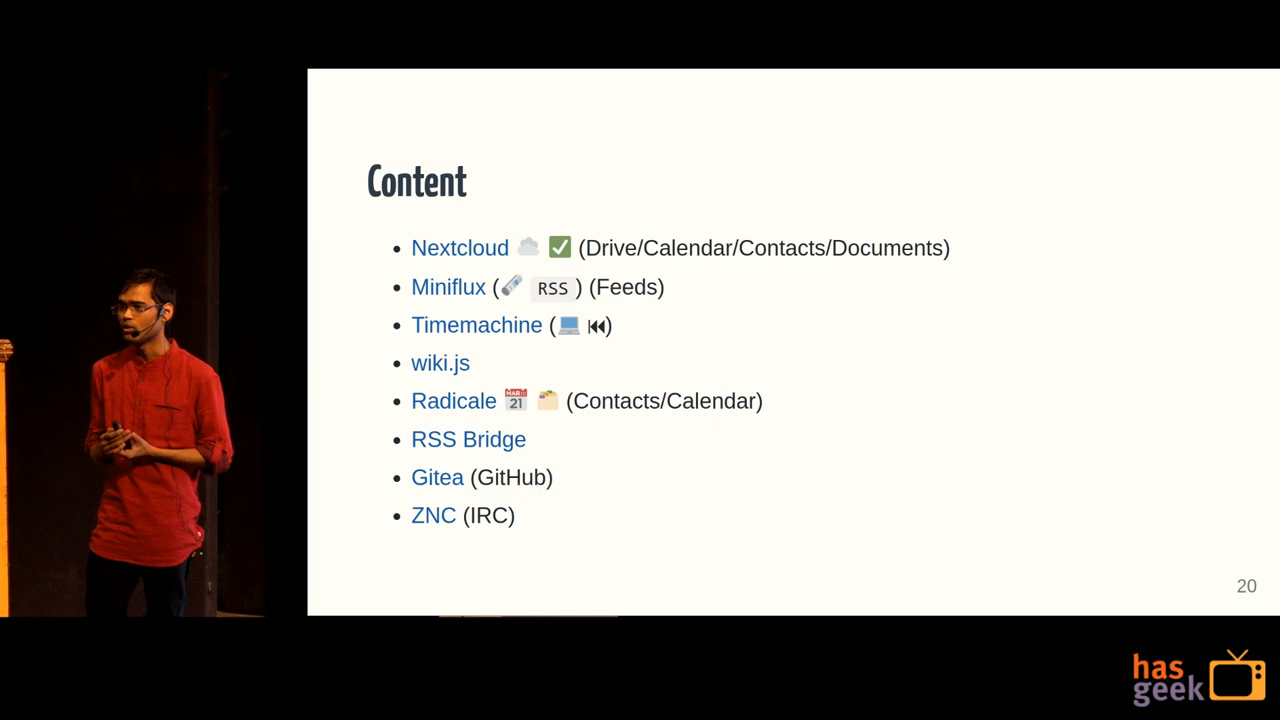 Content
Nextcloud ☁️ ✅ (Drive/Calendar/Contacts/Documents)
Miniflux (🗞️ RSS ) (Feeds)
Timemachine (💻 ⏮)
wiki.js
Radicale 📅 🗂️ (Contacts/Calendar)
RSS Bridge
Gitea (GitHub)
ZNC (IRC)
20
has
geek